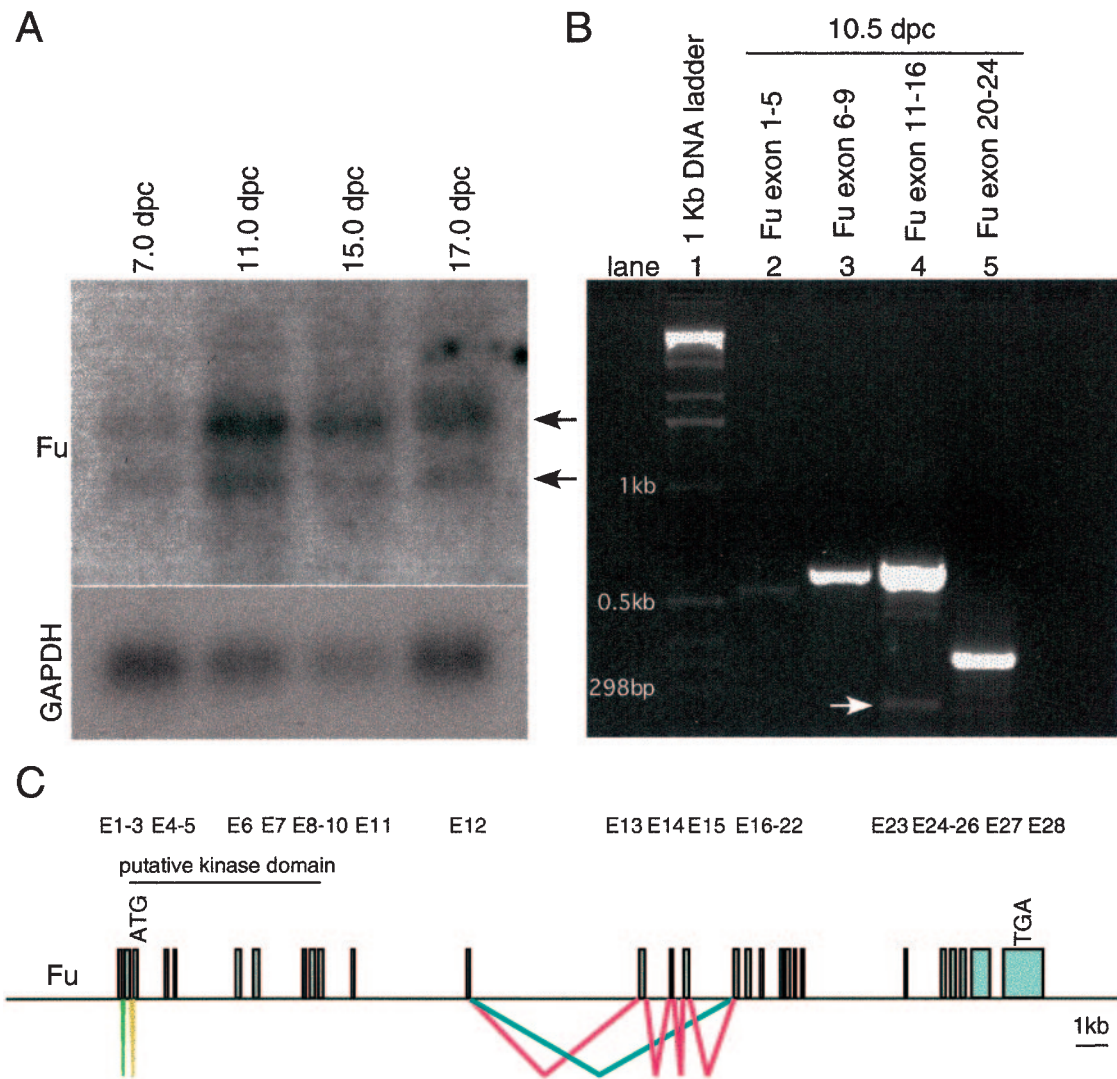 A
7.0 dpc
11.0 dpc
15.0 dpc
17.0 dpc
Fu
GAPDH
B
10.5 dpc
1 Kb DNA ladder
Fu exon 1-5
Fu exon 6-9
Fu exon 11-16
Fu exon 20-24
lane 1 2 3 4 5
1kb
0.5kb
298bp
C
E1-3 E4-5 E6 E7 E8-10 E11 E12 E13 E14 E15 E16-22 E23 E24-26 E27 E28
putative kinase domain
ATG
TGA
Fu
1kb